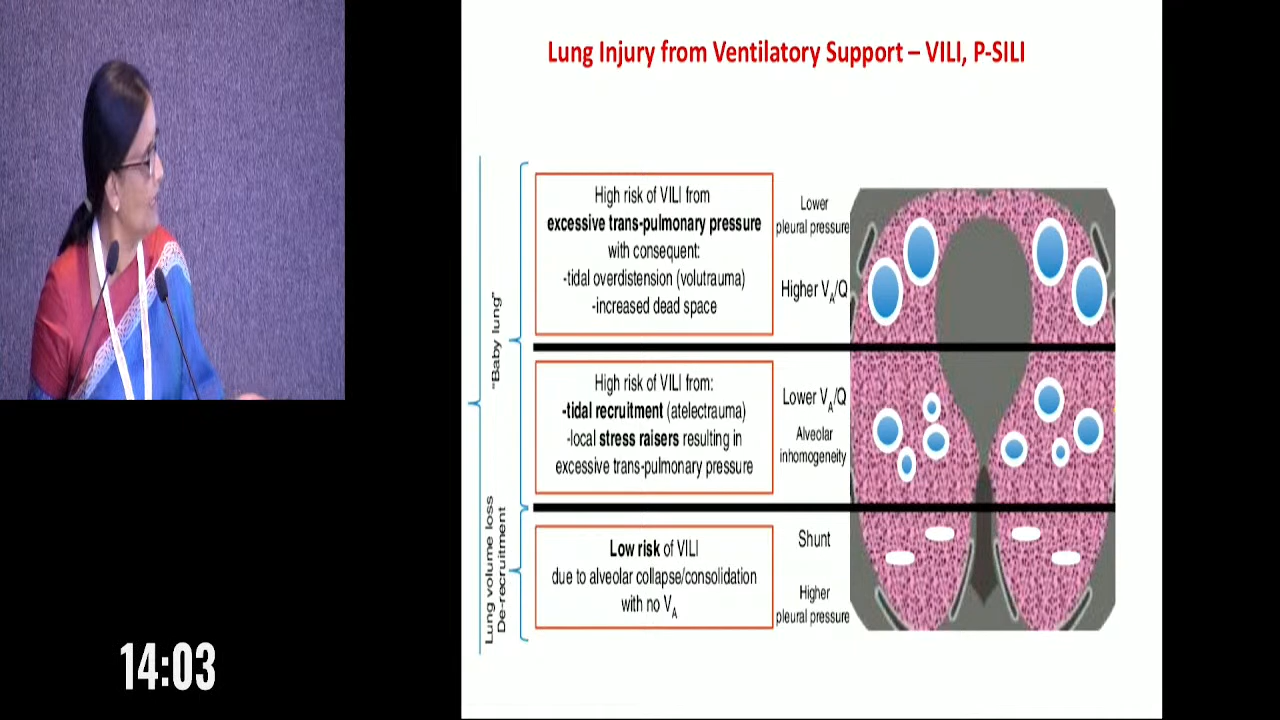 Lung Injury from Ventilatory Support – VILI, P-SILI
High risk of VILI from
excessive trans-pulmonary pressure
with consequent:
-tidal overdistension (volutrauma)
-increased dead space
Lower
pleural pressure
Higher VA/Q
"Baby lung"
High risk of VILI from:
-tidal recruitment (atelectrauma)
-local stress raisers resulting in
excessive trans-pulmonary pressure
Lower VA/Q
Alveolar
inhomogeneity
Lung volume loss
De-recruitment
Low risk of VILI
due to alveolar collapse/consolidation
with no VA
Shunt
Higher
pleural pressure
14:03